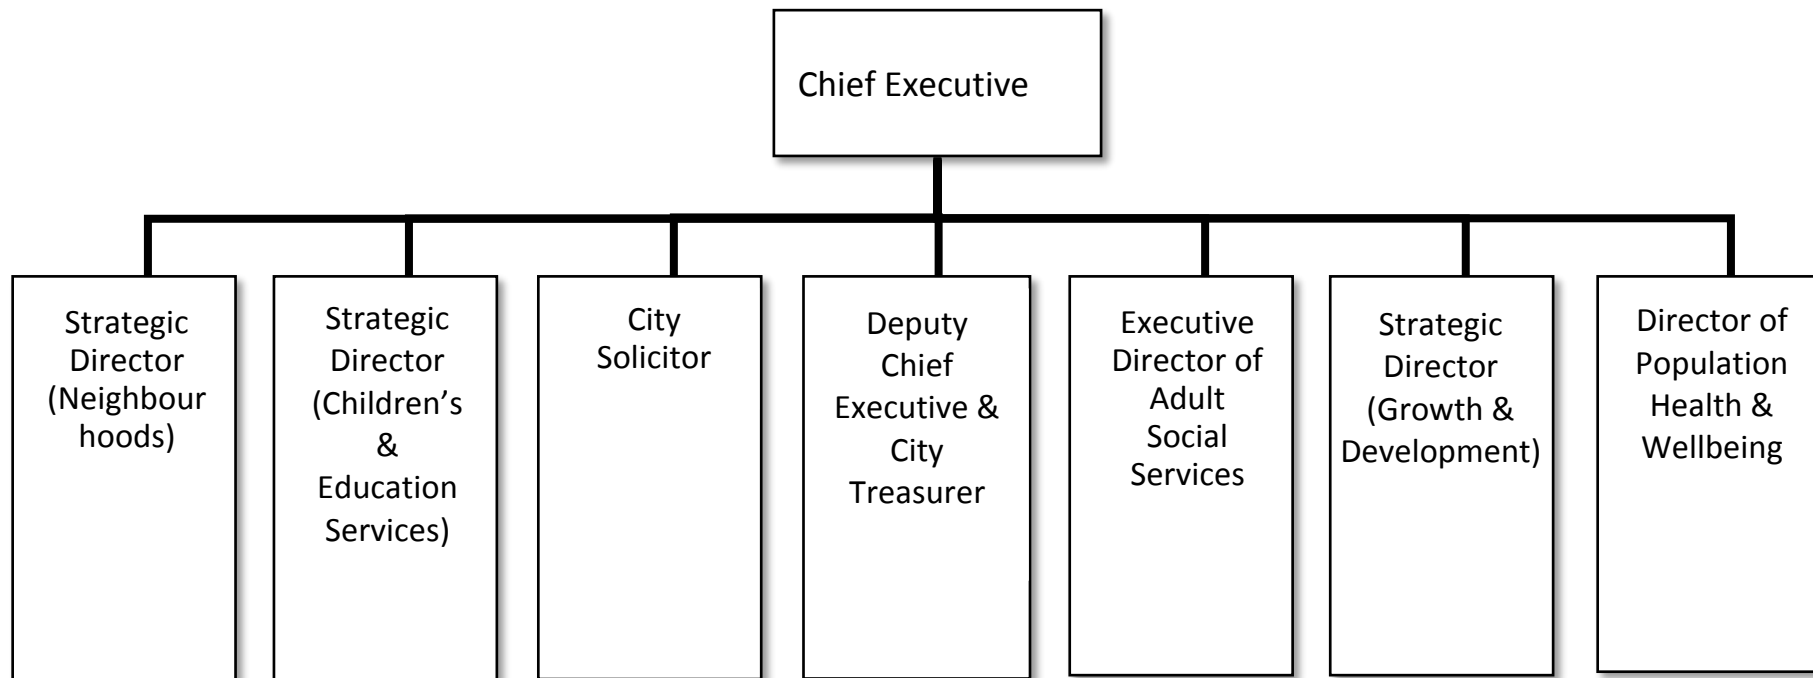 Chief Executive
Strategic
Director
(Neighbour
hoods)
Strategic
Director
(Children’s
&
Education
Services)
City
Solicitor
Deputy
Chief
Executive &
City
Treasurer
Executive
Director of
Adult
Social
Services
Strategic
Director
(Growth &
Development)
Director of
Population
Health &
Wellbeing